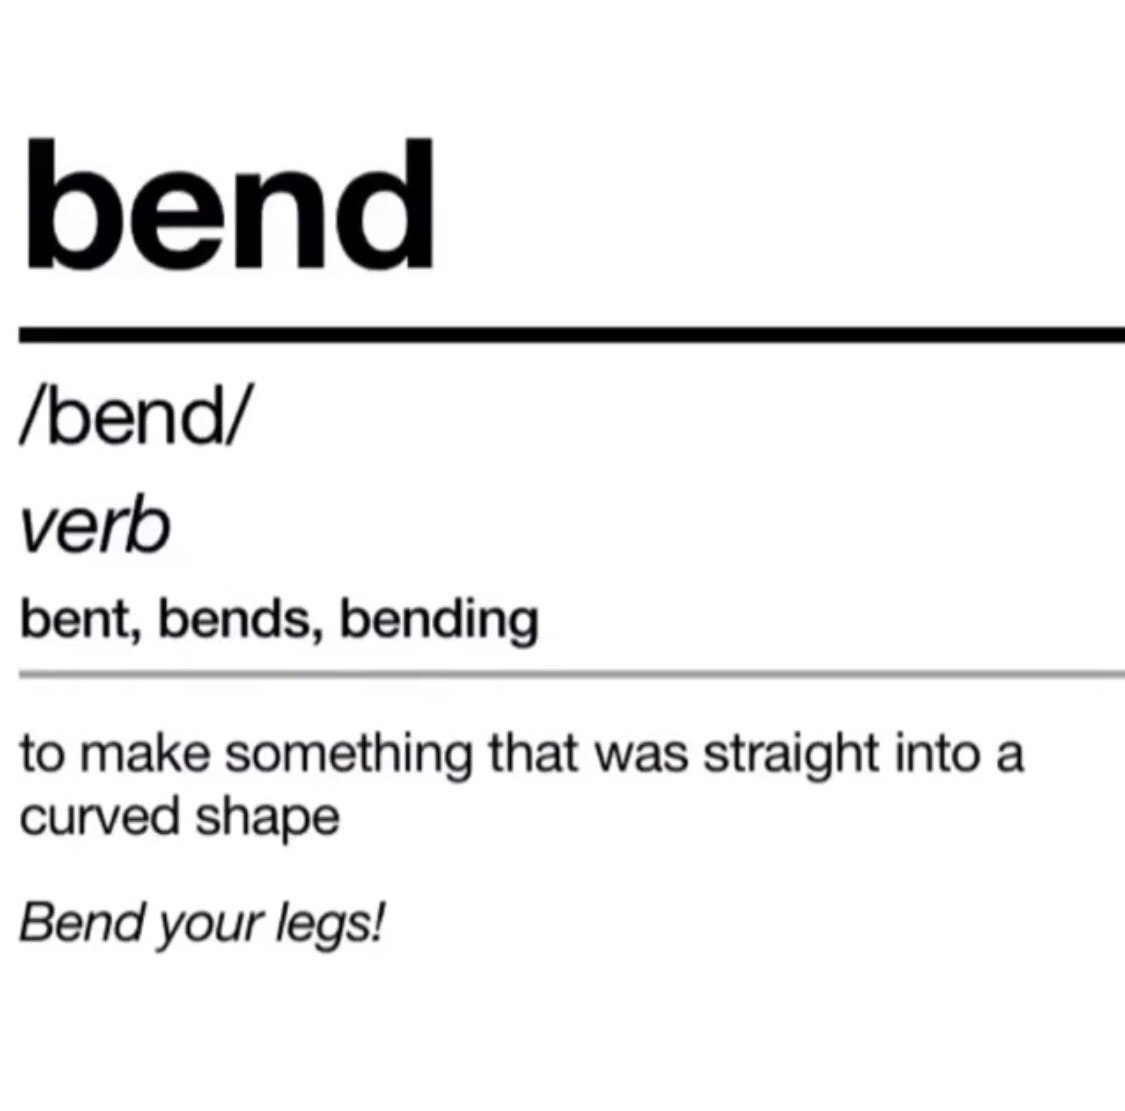 bend
/bend/
verb
bent, bends, bending
to make something that was straight into a
curved shape
Bend your legs!